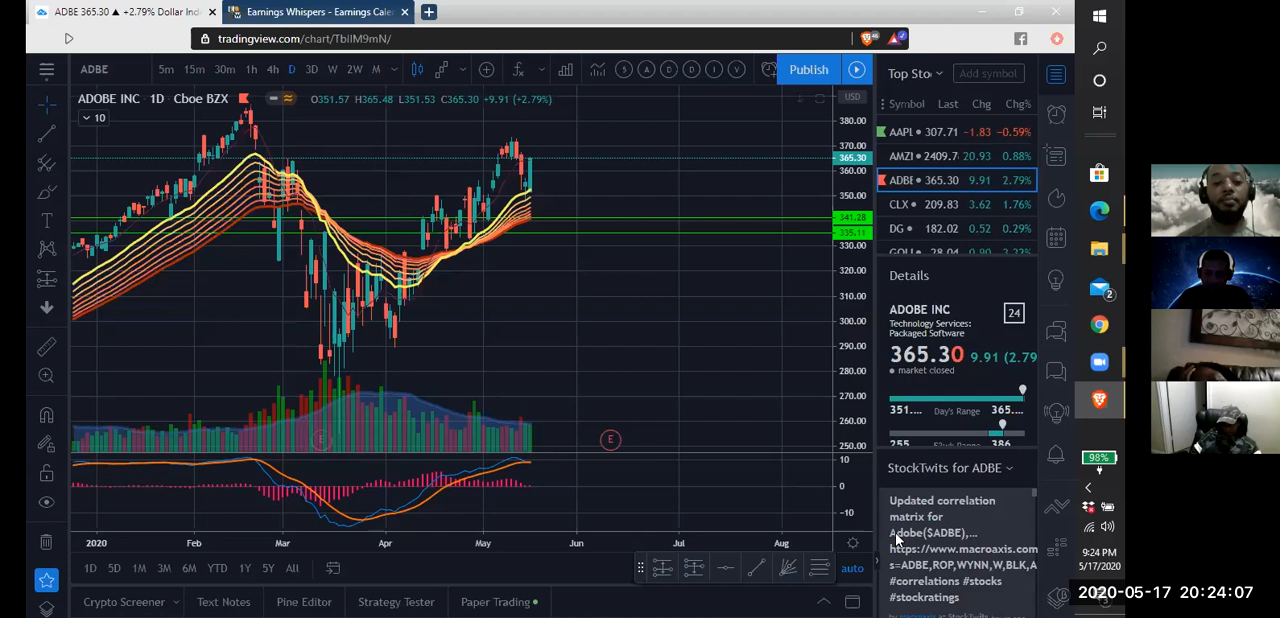 ADBE 365.30 ▲ +2.79% Dollar Ind
Earnings Whispers - Earnings Cale
tradingview.com/chart/TbilM9mN/
ADBE
5m 15m 30m 1h 4h D 3D W 2W M
Publish
Top Sto
Add symbol
ADOBE INC • 1D • Cboe BZX
O351.57 H365.48 L351.53 C365.30 +9.91 (+2.79%)
10
USD
380.00
370.00
365.30
360.00
350.00
341.28
335.11
330.00
320.00
310.00
300.00
290.00
280.00
270.00
260.00
250.00
10
0
-10
E
E
2020 Feb Mar Apr May Jun Jul Aug
1D 5D 1M 3M 6M YTD 1Y 5Y All
auto
Crypto Screener
Text Notes
Pine Editor
Strategy Tester
Paper Trading
Symbol Last Chg Chg%
AAPL 307.71 -1.83 -0.59%
AMZI 2409.7 20.93 0.88%
ADBE 365.30 9.91 2.79%
CLX 209.83 3.62 1.76%
DG 182.02 0.52 0.29%
Details
ADOBE INC
24
Technology Services:
Packaged Software
365.30 9.91 (2.79
market closed
351.... Day's Range 365....
255 386
StockTwits for ADBE
Updated correlation
matrix for
Adobe($ADBE),...
https://www.macroaxis.com
s=ADBE,ROP,WYNN,W,BLK,A
#correlations #stocks
#stockratings
2
98%
9:24 PM
5/17/2020
2020-05-17 20:24:07